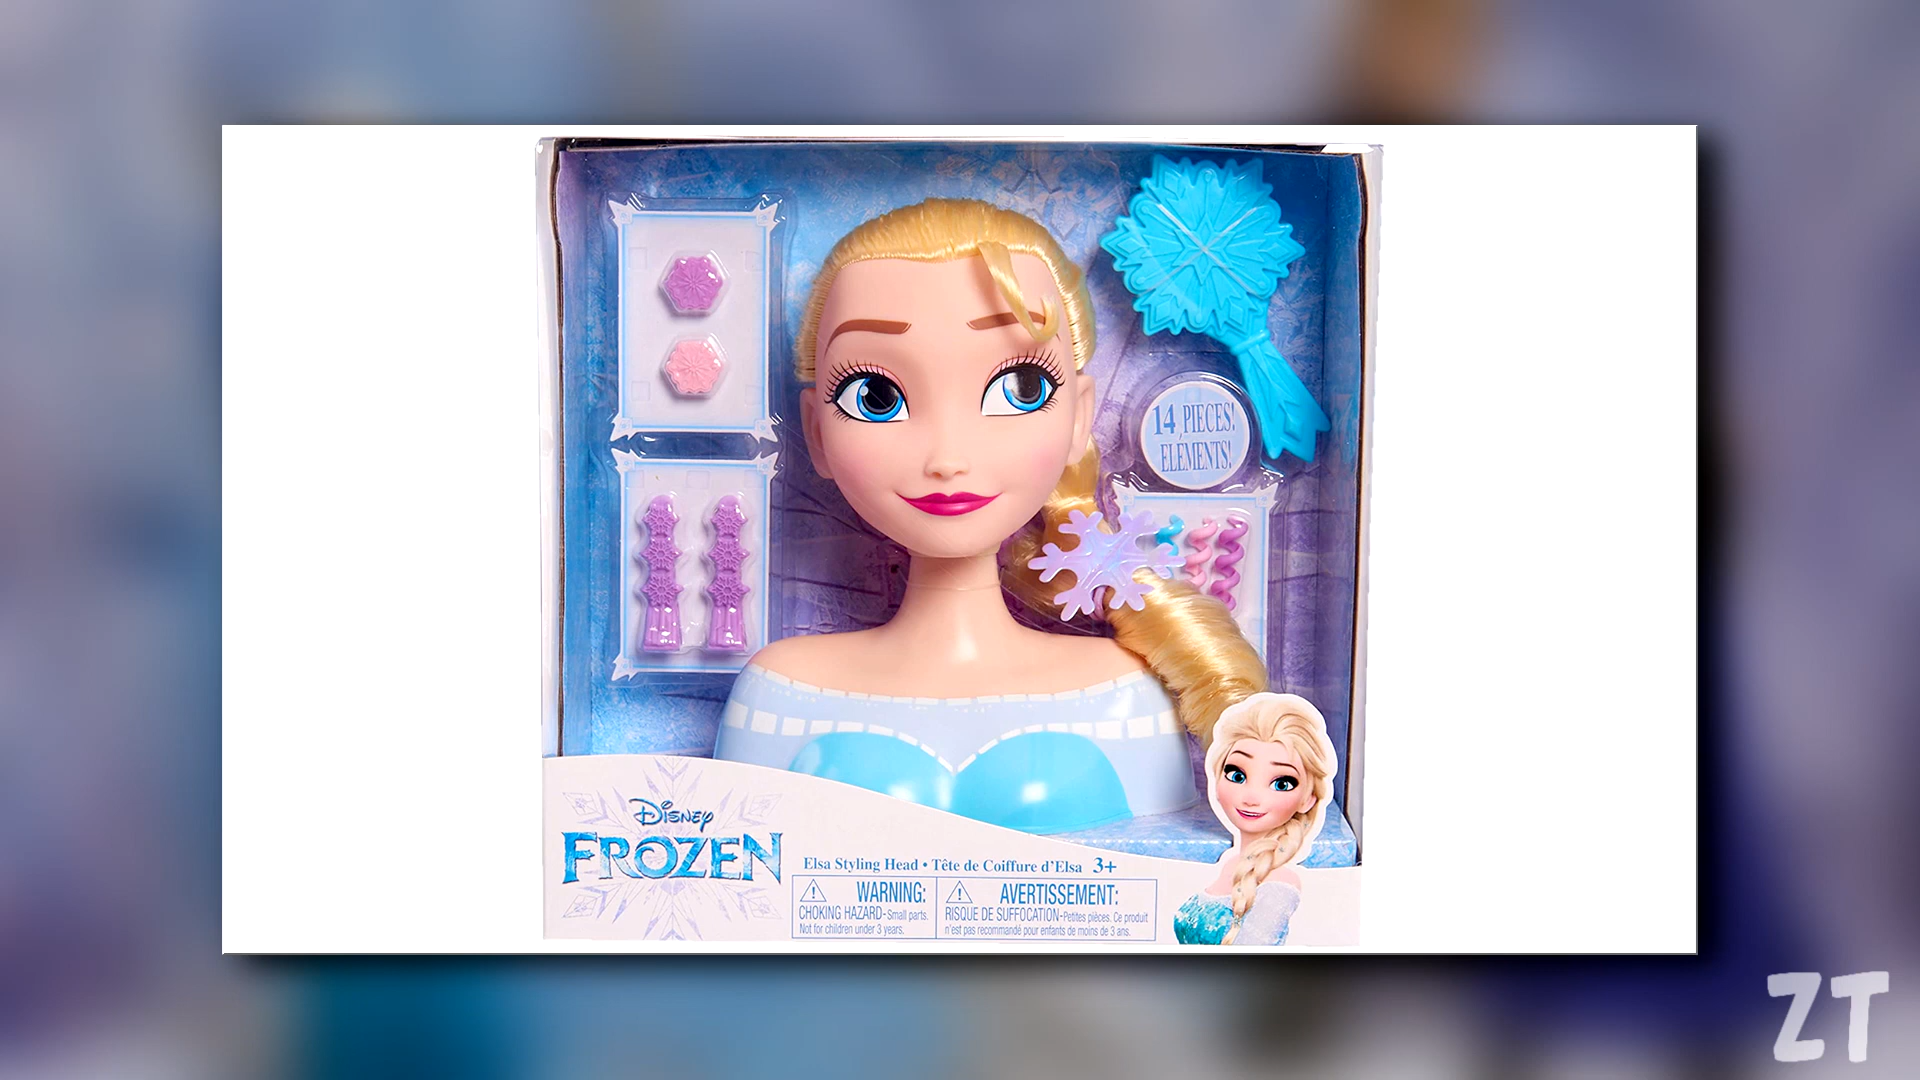 14 PIECES!
ÉLÉMENTS!
Disney
FROZEN
Elsa Styling Head • Tête de Coiffure d'Elsa 3+
WARNING:
CHOKING HAZARD-Small parts.
Not for children under 3 years.
AVERTISSEMENT:
RISQUE DE SUFFOCATION-Petites pièces. Ce produit
n'est pas recommandé pour enfants de moins de 3 ans.
ZT